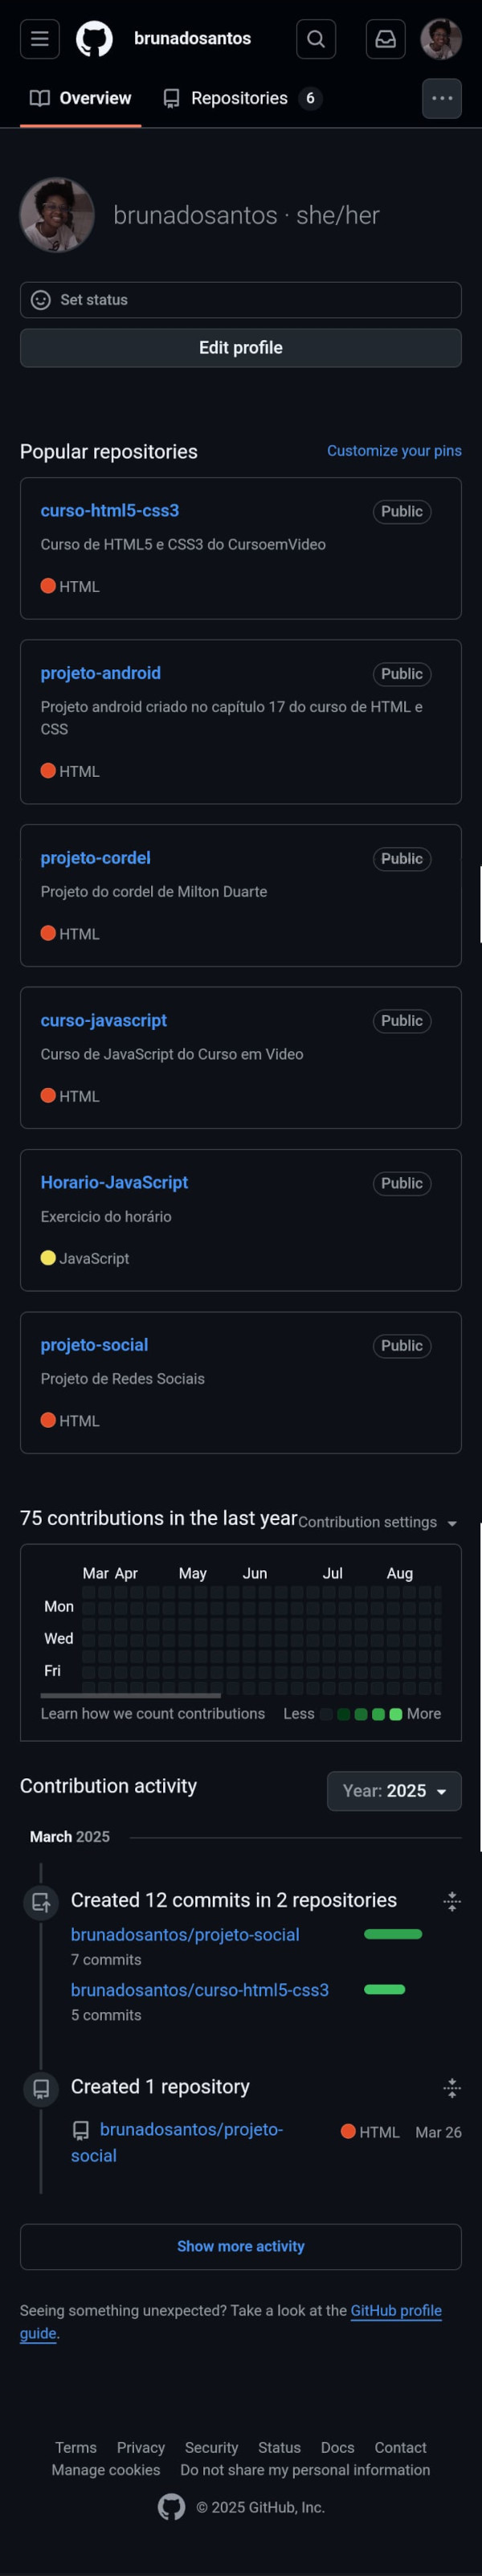 brunadosantos
Overview
Repositories 6
brunadosantos · she/her
Set status
Edit profile
Popular repositories
Customize your pins
curso-html5-css3
Public
Curso de HTML5 e CSS3 do CursoemVideo
HTML
projeto-android
Public
Projeto android criado no capítulo 17 do curso de HTML e
CSS
HTML
projeto-cordel
Public
Projeto do cordel de Milton Duarte
HTML
curso-javascript
Public
Curso de JavaScript do Curso em Video
HTML
Horario-JavaScript
Public
Exercicio do horário
JavaScript
projeto-social
Public
Projeto de Redes Sociais
HTML
75 contributions in the last year
Contribution settings
Mar Apr May Jun Jul Aug
Mon
Wed
Fri
Learn how we count contributions
Less
More
Contribution activity
Year: 2025
March 2025
Created 12 commits in 2 repositories
brunadosantos/projeto-social
7 commits
brunadosantos/curso-html5-css3
5 commits
Created 1 repository
brunadosantos/projeto-
social
HTML Mar 26
Show more activity
Seeing something unexpected? Take a look at the GitHub profile
guide.
Terms Privacy Security Status Docs Contact
Manage cookies Do not share my personal information
© 2025 GitHub, Inc.